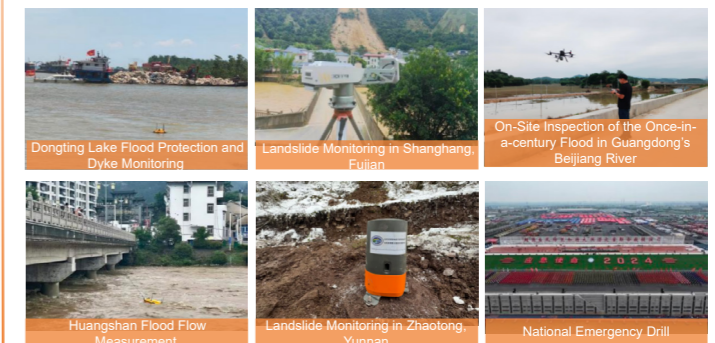 Dongting Lake Flood Protection and
Dyke Monitoring
Landslide Monitoring in Shanghang,
Fujian
On-Site Inspection of the Once-in-
a-century Flood in Guangdong's
Beijiang River
Huangshan Flood Flow
Measurement
Landslide Monitoring in Zhaotong,
Yunnan
2024
National Emergency Drill